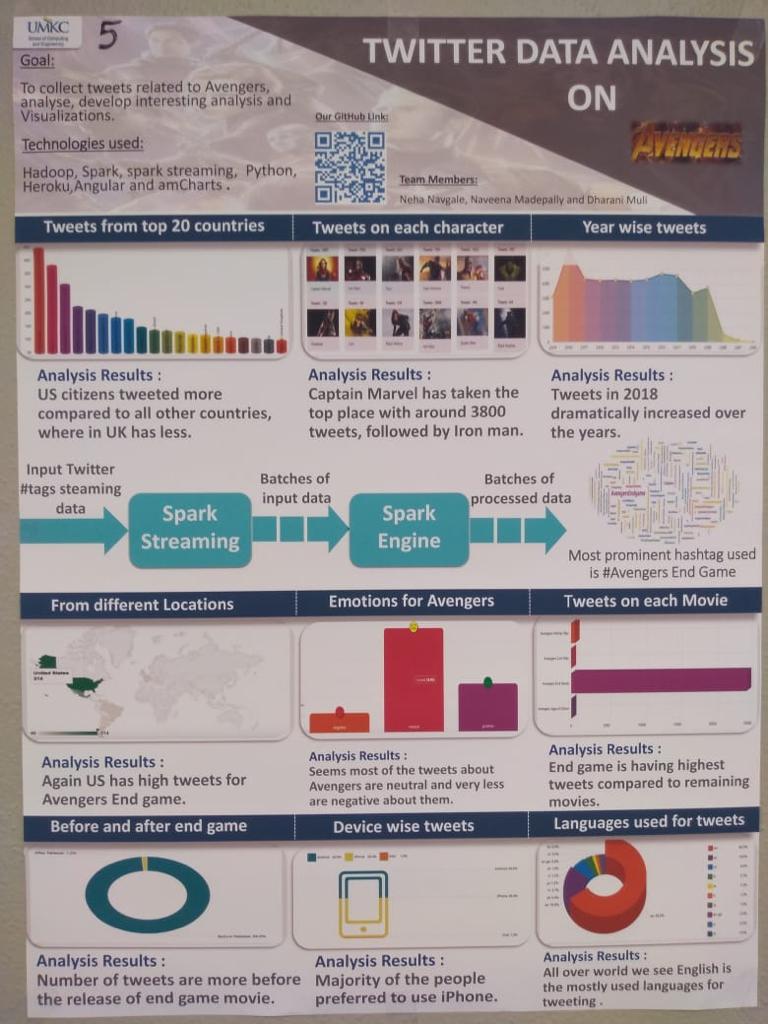 UMKC
5
TWITTER DATA ANALYSIS
ON
AVENGERS
Goal:
To collect tweets related to Avengers,
analyse, develop interesting analysis and
Visualizations.
Technologies used:
Hadoop, Spark, spark streaming, Python,
Heroku,Angular and amCharts .
Our GitHub Link:
Team Members:
Neha Navgale, Naveena Madepally and Dharani Muli
Tweets from top 20 countries
Tweets on each character
Year wise tweets
Analysis Results :
US citizens tweeted more
compared to all other countries,
where in UK has less.
Analysis Results :
Captain Marvel has taken the
top place with around 3800
tweets, followed by Iron man.
Analysis Results :
Tweets in 2018
dramatically increased over
the years.
Input Twitter
#tags steaming
data
Spark
Streaming
Batches of
input data
Spark
Engine
Batches of
processed data
AvengersEndgame
Most prominent hashtag used
is #Avengers End Game
From different Locations
Emotions for Avengers
Tweets on each Movie
United States
Analysis Results :
Again US has high tweets for
Avengers End game.
Analysis Results :
Seems most of the tweets about
Avengers are neutral and very less
are negative about them.
Analysis Results :
End game is having highest
tweets compared to remaining
movies.
Before and after end game
Device wise tweets
Languages used for tweets
Analysis Results :
Number of tweets are more before
the release of end game movie.
Analysis Results :
Majority of the people
preferred to use iPhone.
Analysis Results :
All over world we see English is
the mostly used languages for
tweeting .